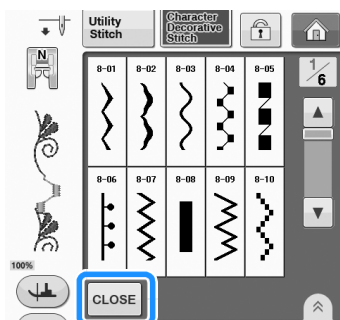 Utility
Stitch
Character
Decorative
Stitch
N
8-01 8-02 8-03 8-04 8-05
1/6
8-06 8-07 8-08 8-09 8-10
100%
CLOSE